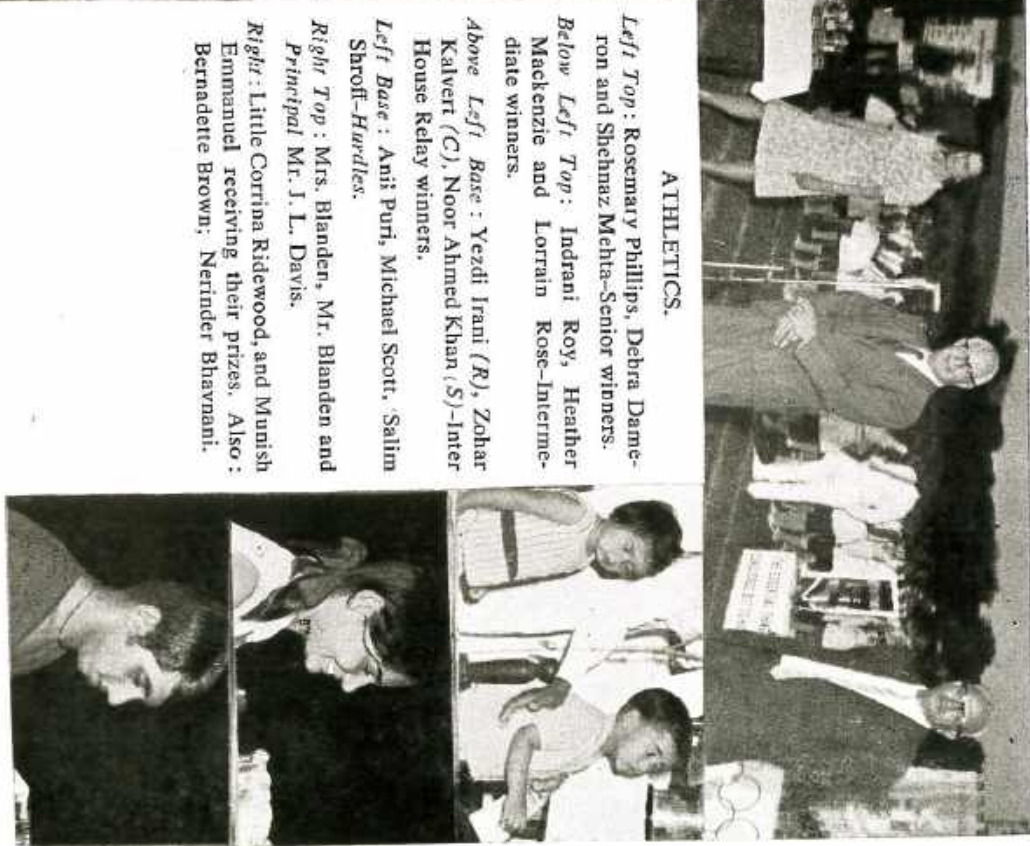 ATHLETICS.
Left Top : Rosemary Phillips, Debra Dame-
ron and Shehnaz Mehta–Senior winners.
Below Left Top : Indrani Roy, Heather
Mackenzie and Lorrain Rose–Interme-
diate winners.
Above Left Base : Yezdi Irani (R), Zohar
Kalvert (C), Noor Ahmed Khan (S)–Inter
House Relay winners.
Left Base : Anil Puri, Michael Scott, Salim
Shroff–Hurdles.
Right Top : Mrs. Blanden, Mr. Blanden and
Principal Mr. J. L. Davis.
Right : Little Corrina Ridewood, and Munish
Emmanuel receiving their prizes. Also :
Bernadette Brown; Nerinder Bhavnani.